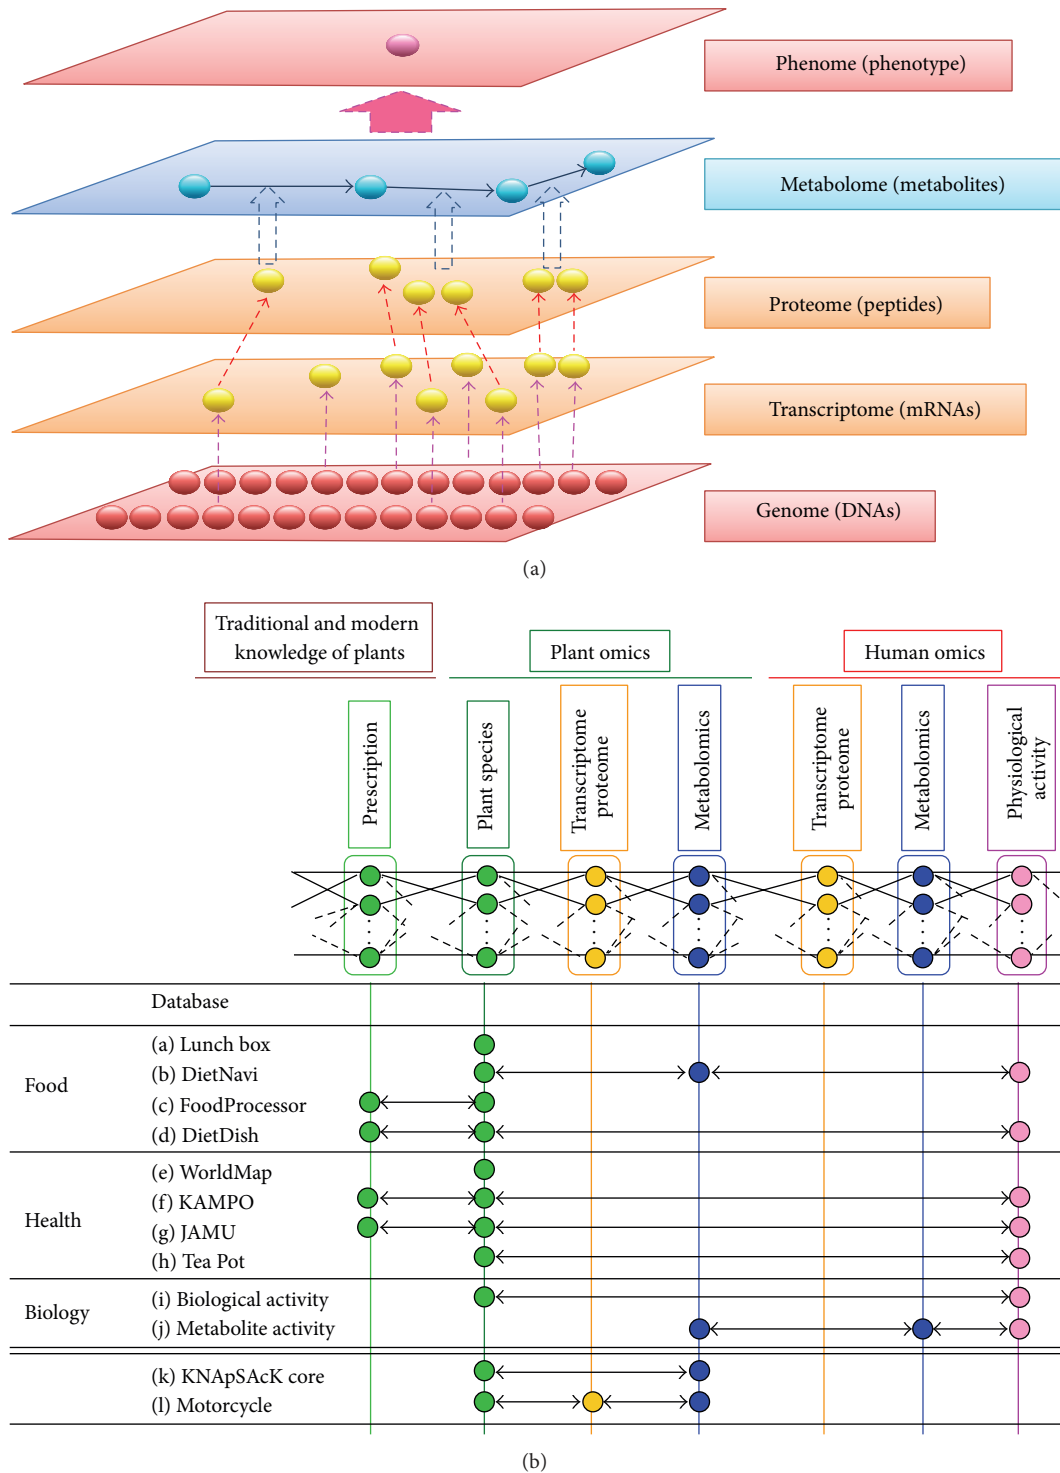 Phenome (phenotype)
Metabolome (metabolites)
Proteome (peptides)
Transcriptome (mRNAs)
Genome (DNAs)
(a)
Traditional and modern
knowledge of plants
Plant omics
Human omics
Prescription
Plant species
Transcriptome
proteome
Metabolomics
Transcriptome
proteome
Metabolomics
Physiological
activity
Database
Food
(a) Lunch box
(b) DietNavi
(c) FoodProcessor
(d) DietDish
Health
(e) WorldMap
(f) KAMPO
(g) JAMU
(h) Tea Pot
Biology
(i) Biological activity
(j) Metabolite activity
(k) KNApSAcK core
(l) Motorcycle
(b)